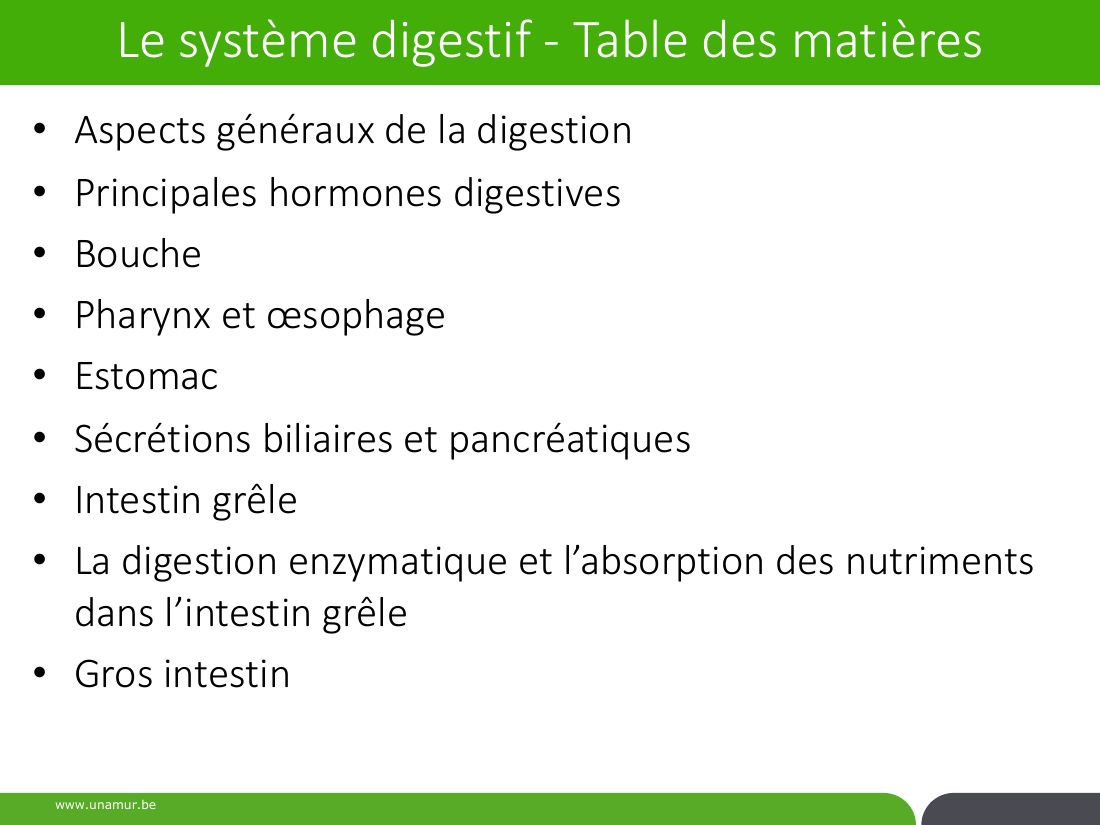 Le système digestif - Table des matières
• Aspects généraux de la digestion
• Principales hormones digestives
• Bouche
• Pharynx et œsophage
• Estomac
• Sécrétions biliaires et pancréatiques
• Intestin grêle
• La digestion enzymatique et l’absorption des nutriments
dans l’intestin grêle
• Gros intestin
www.unamur.be